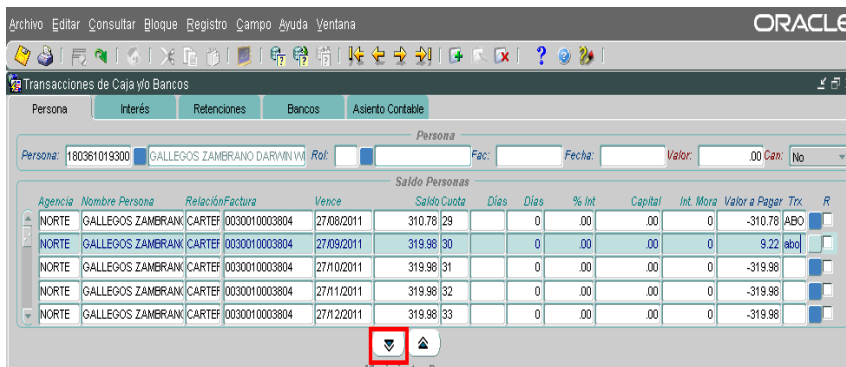 Archivo Editar Consultar Bloque Registro Campo Ayuda Ventana
ORACLE
Transacciones de Caja y/o Bancos
Persona Interés Retenciones Bancos Asiento Contable
Persona
Persona: 180361019300 GALLEGOS ZAMBRANO DARWIN WI Rol: Fac: Fecha: Valor: .00 Can: No
Saldo Personas
Agencia Nombre Persona Relación Factura Vence Saldo Cuota Días Días % Int Capital Int. Mora Valor a Pagar Trx R
NORTE GALLEGOS ZAMBRAN( CARTEF 0030010003804 27/08/2011 310.78 29 0 .00 .00 0 -310.78 ABO
NORTE GALLEGOS ZAMBRAN( CARTEF 0030010003804 27/09/2011 319.98 30 0 .00 .00 0 9.22 abo
NORTE GALLEGOS ZAMBRAN( CARTEF 0030010003804 27/10/2011 319.98 31 0 .00 .00 0 -319.98
NORTE GALLEGOS ZAMBRAN( CARTEF 0030010003804 27/11/2011 319.98 32 0 .00 .00 0 -319.98
NORTE GALLEGOS ZAMBRAN( CARTEF 0030010003804 27/12/2011 319.98 33 0 .00 .00 0 -319.98